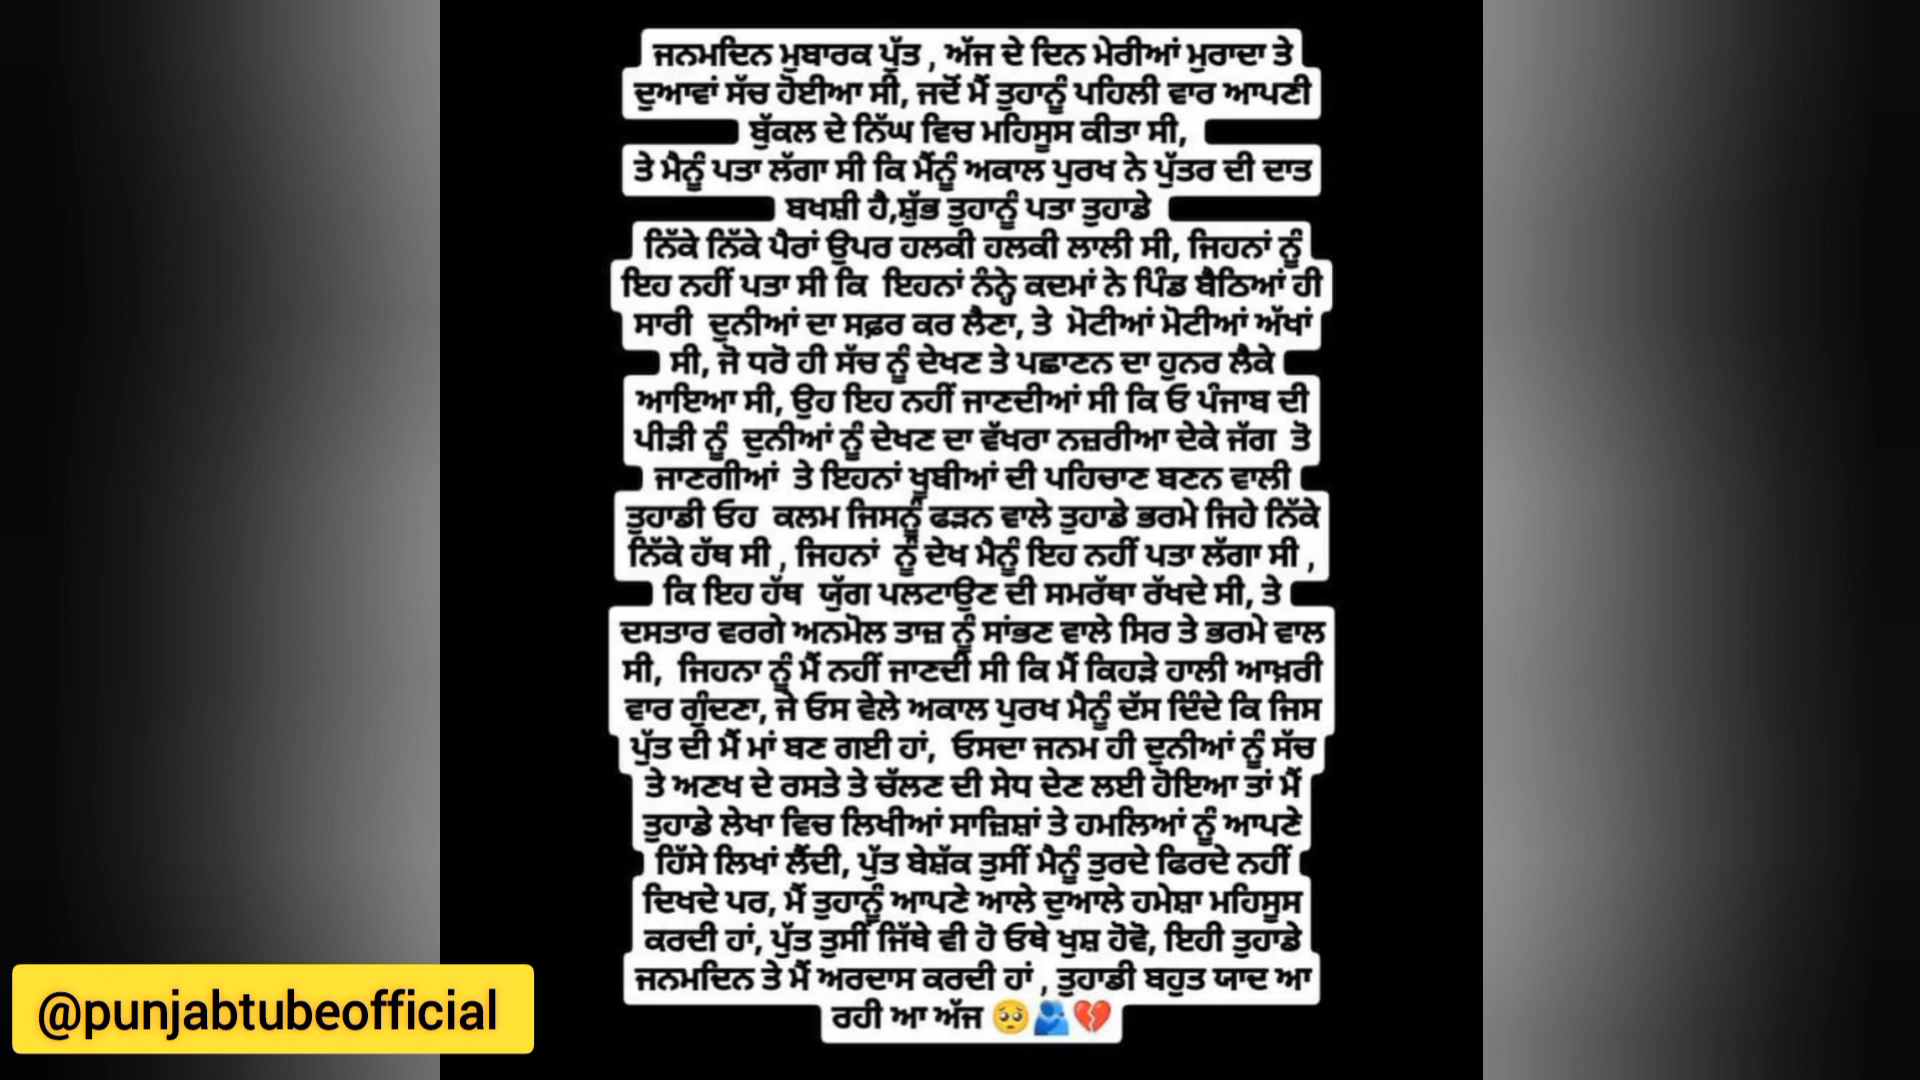 ਜਨਮਦਿਨ ਮੁਬਾਰਕ ਪੁੱਤ , ਅੱਜ ਦੇ ਦਿਨ ਮੇਰੀਆਂ ਮੁਰਾਦਾ ਤੇ
ਦੁਆਵਾਂ ਸੱਚ ਹੋਈਆ ਸੀ, ਜਦੋਂ ਮੈਂ ਤੁਹਾਨੂੰ ਪਹਿਲੀ ਵਾਰ ਆਪਣੀ
ਬੁੱਕਲ ਦੇ ਨਿੱਘ ਵਿਚ ਮਹਿਸੂਸ ਕੀਤਾ ਸੀ,
ਤੇ ਮੈਨੂੰ ਪਤਾ ਲੱਗਾ ਸੀ ਕਿ ਮੈਂਨੂੰ ਅਕਾਲ ਪੁਰਖ ਨੇ ਪੁੱਤਰ ਦੀ ਦਾਤ
ਬਖਸ਼ੀ ਹੈ,ਸ਼ੁੱਭ ਤੁਹਾਨੂੰ ਪਤਾ ਤੁਹਾਡੇ
ਨਿੱਕੇ ਨਿੱਕੇ ਪੈਰਾਂ ਉਪਰ ਹਲਕੀ ਹਲਕੀ ਲਾਲੀ ਸੀ, ਜਿਹਨਾਂ ਨੂੰ
ਇਹ ਨਹੀਂ ਪਤਾ ਸੀ ਕਿ ਇਹਨਾਂ ਨੰਨ੍ਹੇ ਕਦਮਾਂ ਨੇ ਪਿੰਡ ਬੈਠਿਆਂ ਹੀ
ਸਾਰੀ ਦੁਨੀਆਂ ਦਾ ਸਫ਼ਰ ਕਰ ਲੈਣਾ, ਤੇ ਮੋਟੀਆਂ ਮੋਟੀਆਂ ਅੱਖਾਂ
ਸੀ, ਜੋ ਧਰੋ ਹੀ ਸੱਚ ਨੂੰ ਦੇਖਣ ਤੇ ਪਛਾਣਨ ਦਾ ਹੁਨਰ ਲੈਕੇ
ਆਇਆ ਸੀ, ਉਹ ਇਹ ਨਹੀਂ ਜਾਣਦੀਆਂ ਸੀ ਕਿ ਓ ਪੰਜਾਬ ਦੀ
ਪੀੜੀ ਨੂੰ ਦੁਨੀਆਂ ਨੂੰ ਦੇਖਣ ਦਾ ਵੱਖਰਾ ਨਜ਼ਰੀਆ ਦੇਕੇ ਜੱਗ ਤੋ
ਜਾਣਗੀਆਂ ਤੇ ਇਹਨਾਂ ਖੂਬੀਆਂ ਦੀ ਪਹਿਚਾਣ ਬਣਨ ਵਾਲੀ
ਤੁਹਾਡੀ ਓਹ ਕਲਮ ਜਿਸਨੂੰ ਫੜਨ ਵਾਲੇ ਤੁਹਾਡੇ ਭਰਮੇ ਜਿਹੇ ਨਿੱਕੇ
ਨਿੱਕੇ ਹੱਥ ਸੀ , ਜਿਹਨਾਂ ਨੂੰ ਦੇਖ ਮੈਨੂੰ ਇਹ ਨਹੀਂ ਪਤਾ ਲੱਗਾ ਸੀ ,
ਕਿ ਇਹ ਹੱਥ ਯੁੱਗ ਪਲਟਾਉਣ ਦੀ ਸਮਰੱਥਾ ਰੱਖਦੇ ਸੀ, ਤੇ
ਦਸਤਾਰ ਵਰਗੇ ਅਨਮੋਲ ਤਾਜ਼ ਨੂੰ ਸਾਂਭਣ ਵਾਲੇ ਸਿਰ ਤੇ ਭਰਮੇ ਵਾਲ
ਸੀ, ਜਿਹਨਾ ਨੂੰ ਮੈਂ ਨਹੀਂ ਜਾਣਦੀ ਸੀ ਕਿ ਮੈਂ ਕਿਹੜੇ ਹਾਲੀ ਆਖ਼ਰੀ
ਵਾਰ ਗੁੰਦਣਾ, ਜੇ ਓਸ ਵੇਲੇ ਅਕਾਲ ਪੁਰਖ ਮੈਨੂੰ ਦੱਸ ਦਿੰਦੇ ਕਿ ਜਿਸ
ਪੁੱਤ ਦੀ ਮੈਂ ਮਾਂ ਬਣ ਗਈ ਹਾਂ, ਓਸਦਾ ਜਨਮ ਹੀ ਦੁਨੀਆਂ ਨੂੰ ਸੱਚ
ਤੇ ਅਣਖ ਦੇ ਰਸਤੇ ਤੇ ਚੱਲਣ ਦੀ ਸੇਧ ਦੇਣ ਲਈ ਹੋਇਆ ਤਾਂ ਮੈਂ
ਤੁਹਾਡੇ ਲੇਖਾ ਵਿਚ ਲਿਖੀਆਂ ਸਾਜ਼ਿਸ਼ਾਂ ਤੇ ਹਮਲਿਆਂ ਨੂੰ ਆਪਣੇ
ਹਿੱਸੇ ਲਿਖਾਂ ਲੈਂਦੀ, ਪੁੱਤ ਬੇਸ਼ੱਕ ਤੁਸੀਂ ਮੈਨੂੰ ਤੁਰਦੇ ਫਿਰਦੇ ਨਹੀਂ
ਦਿਖਦੇ ਪਰ, ਮੈਂ ਤੁਹਾਨੂੰ ਆਪਣੇ ਆਲੇ ਦੁਆਲੇ ਹਮੇਸ਼ਾ ਮਹਿਸੂਸ
ਕਰਦੀ ਹਾਂ, ਪੁੱਤ ਤੁਸੀਂ ਜਿੱਥੇ ਵੀ ਹੋ ਓਥੇ ਖੁਸ਼ ਹੋਵੋ, ਇਹੀ ਤੁਹਾਡੇ
ਜਨਮਦਿਨ ਤੇ ਮੈਂ ਅਰਦਾਸ ਕਰਦੀ ਹਾਂ , ਤੁਹਾਡੀ ਬਹੁਤ ਯਾਦ ਆ
ਰਹੀ ਆ ਅੱਜ 🥺🫂💔
@punjabtubeofficial